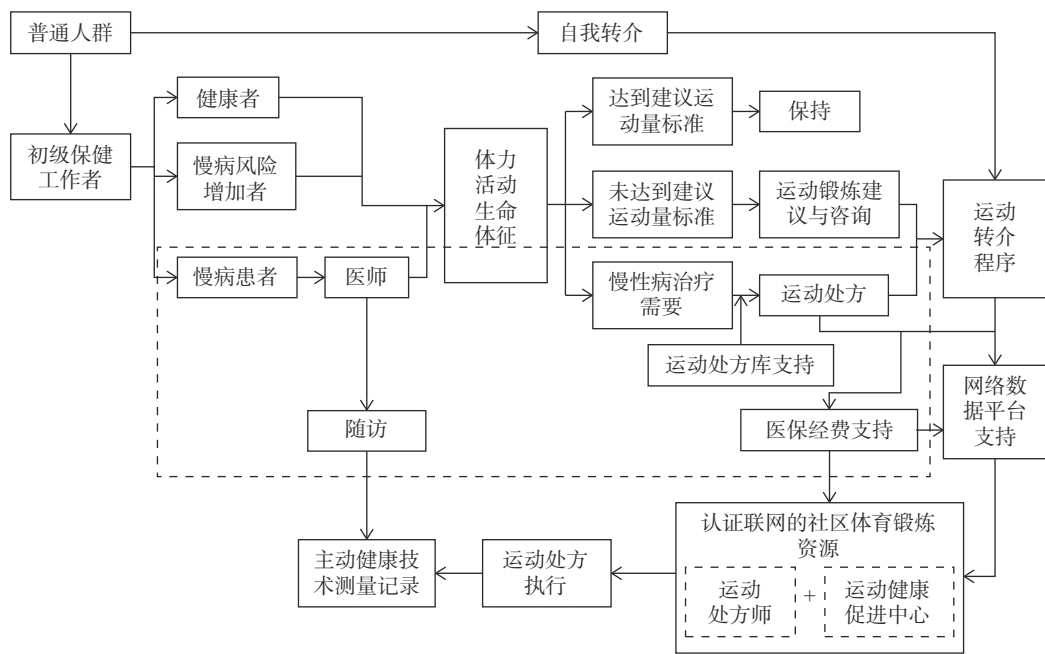 普通人群
自我转介
健康者
达到建议运
动量标准
保持
初级保健
工作者
慢病风险
增加者
体力
活动
生命
体征
未达到建议
运动量标准
运动锻炼建
议与咨询
运动
转介
程序
慢病患者
医师
慢性病治疗
需要
运动处方
运动处方库支持
网络数
据平台
支持
随访
医保经费支持
认证联网的社区体育锻炼
资源
主动健康技
术测量记录
运动处方
执行
运动
处方师
+
运动健康
促进中心